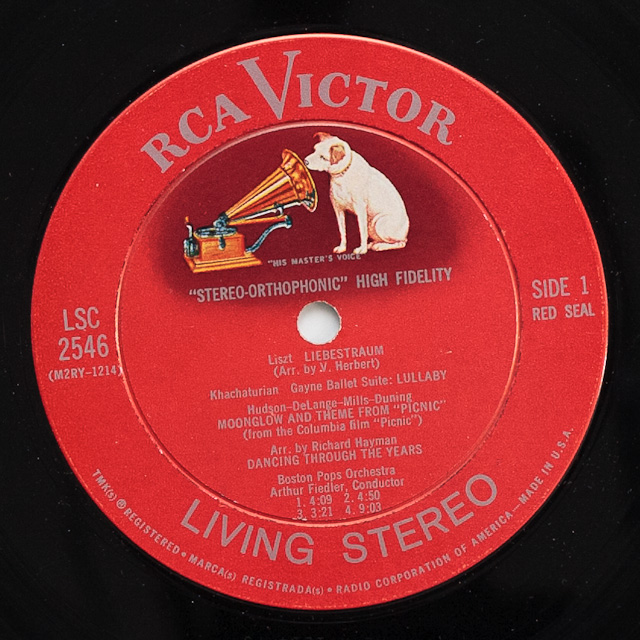 RCA VICTOR
"HIS MASTER'S VOICE"
"STEREO-ORTHOPHONIC" HIGH FIDELITY
LSC
2546
(M2RY-1214)
SIDE 1
RED SEAL
Liszt LIEBESTRAUM
(Arr. by V. Herbert)
Khachaturian Gayne Ballet Suite: LULLABY
Hudson-DeLange-Mills-Duning
MOONGLOW AND THEME FROM "PICNIC"
(from the Columbia film "Picnic")
Arr. by Richard Hayman
DANCING THROUGH THE YEARS
Boston Pops Orchestra
Arthur Fiedler, Conductor
1. 4:09 2. 4:50
3. 3:21 4. 9:03
LIVING STEREO
TMK(s) ® REGISTERED • MARCA(s) REGISTRADA(s) • RADIO CORPORATION OF AMERICA—MADE IN U.S.A.